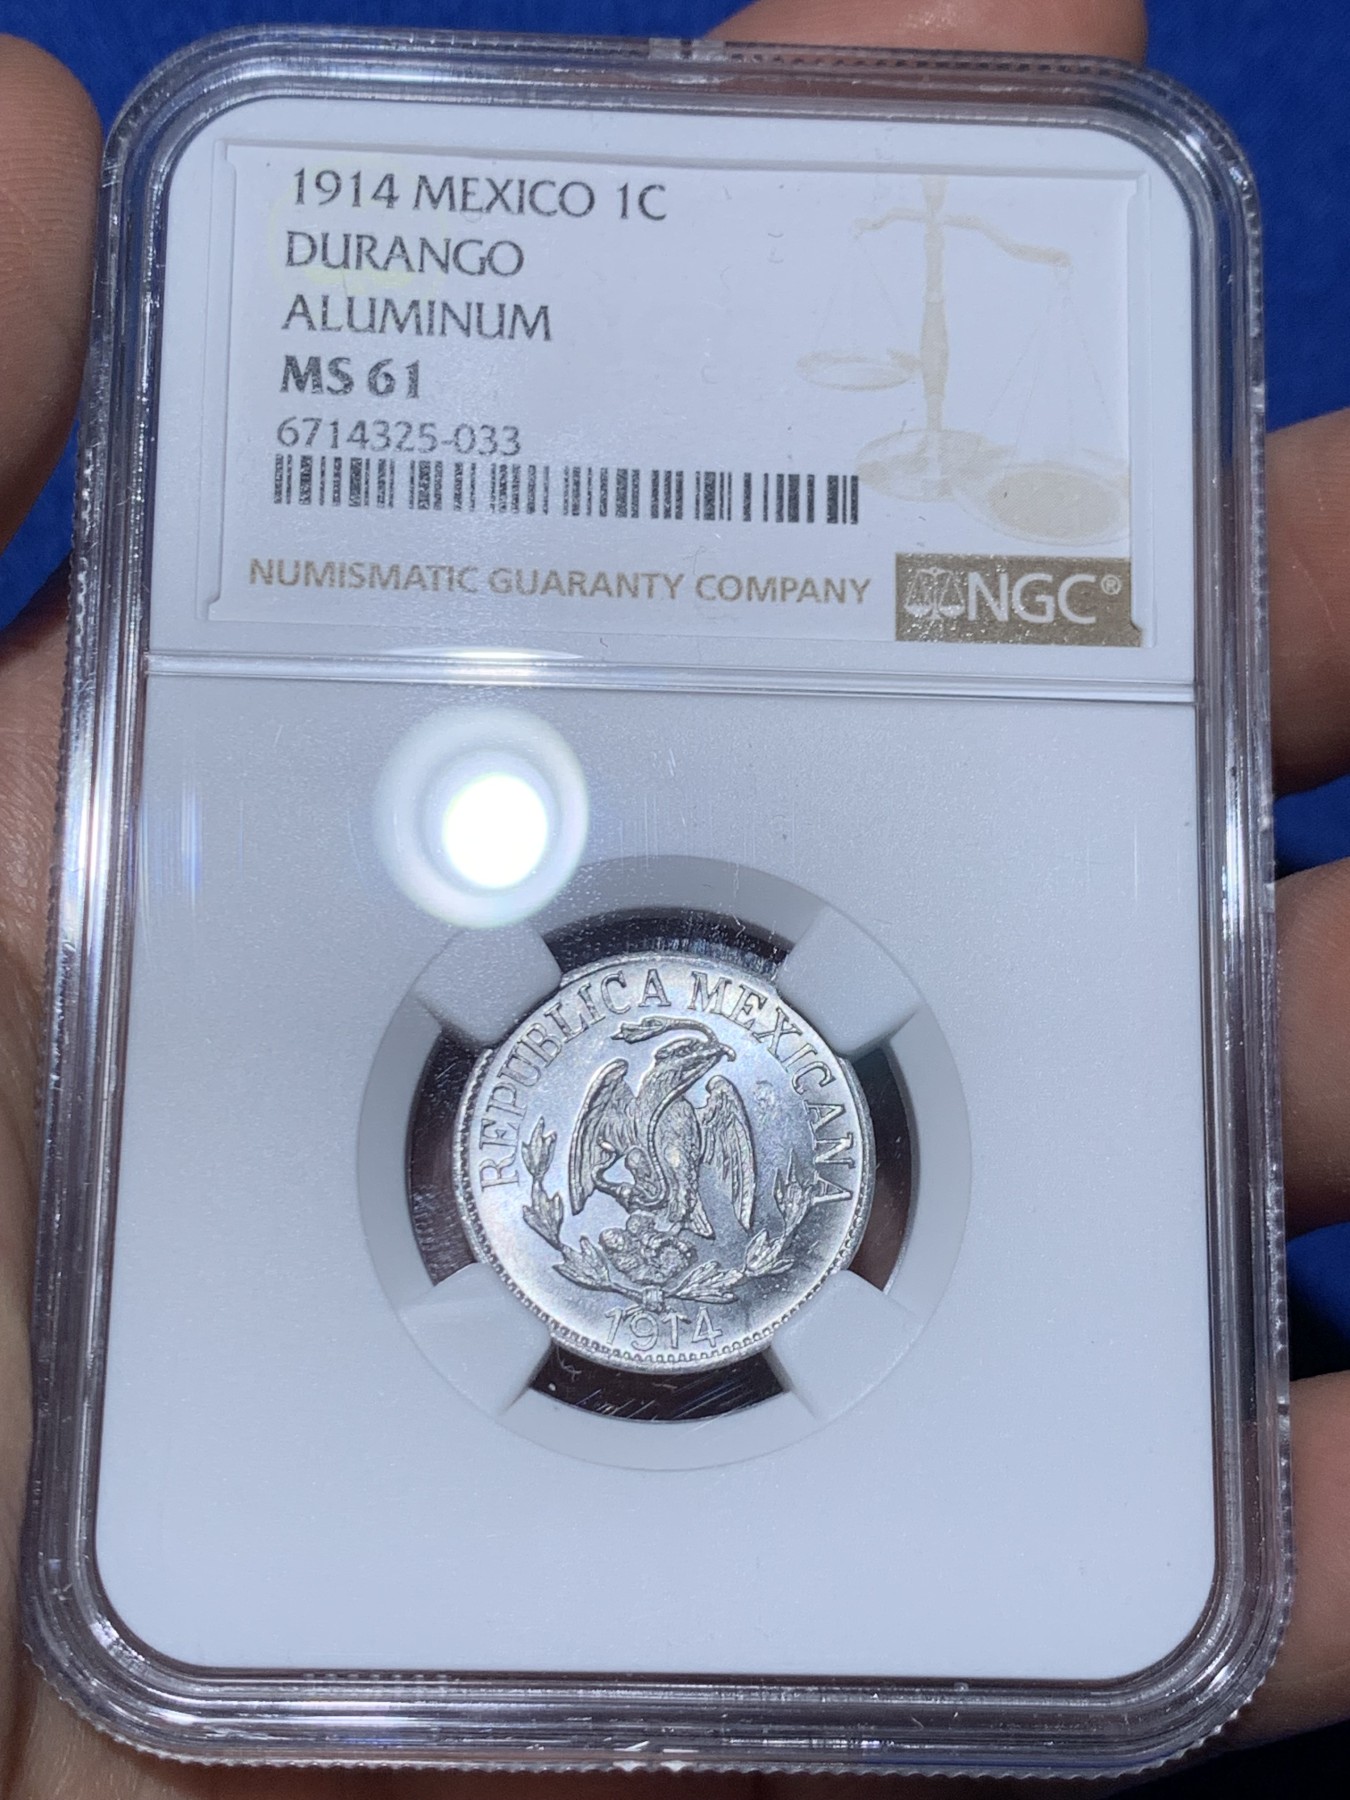 1914 MEXICO 1C
DURANGO
ALUMINUM
MS 61
6714325-033
NUMISMATIC GUARANTY COMPANY
NGC®
REPUBLICA MEXICANA
1914